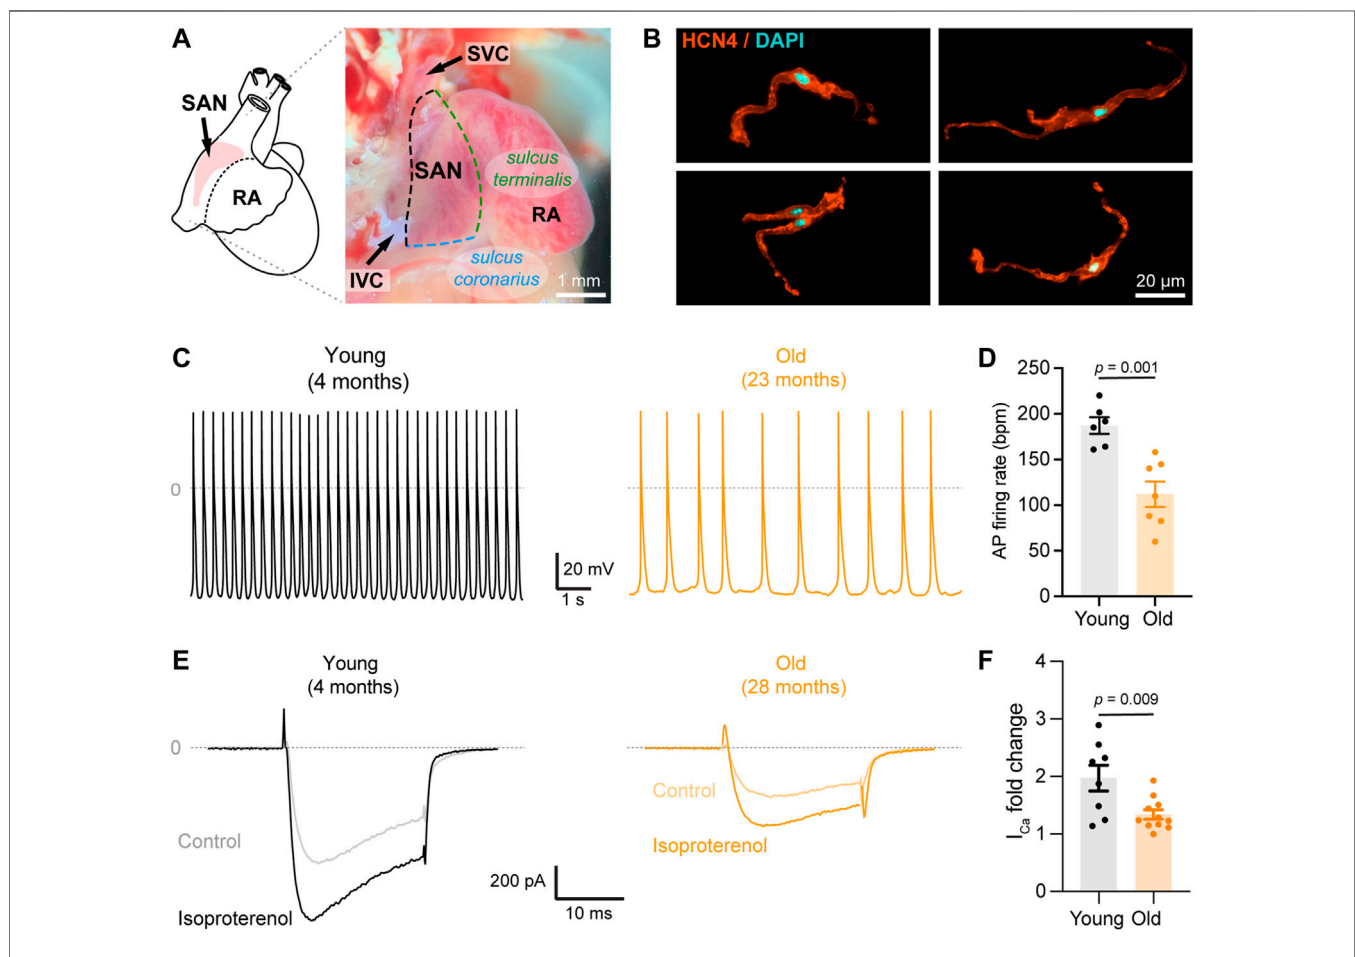 A
SAN
RA
SVC
SAN
sulcus
terminalis
RA
IVC
sulcus
coronarius
1 mm
B
HCN4 / DAPI
20 µm
C
Young
(4 months)
0
20 mV
1 s
Old
(23 months)
D
p = 0.001
AP firing rate (bpm)
250
200
150
100
50
0
Young
Old
E
Young
(4 months)
0
Control
Isoproterenol
200 pA
10 ms
Old
(28 months)
Control
Isoproterenol
F
p = 0.009
I_Ca fold change
4
3
2
1
0
Young
Old